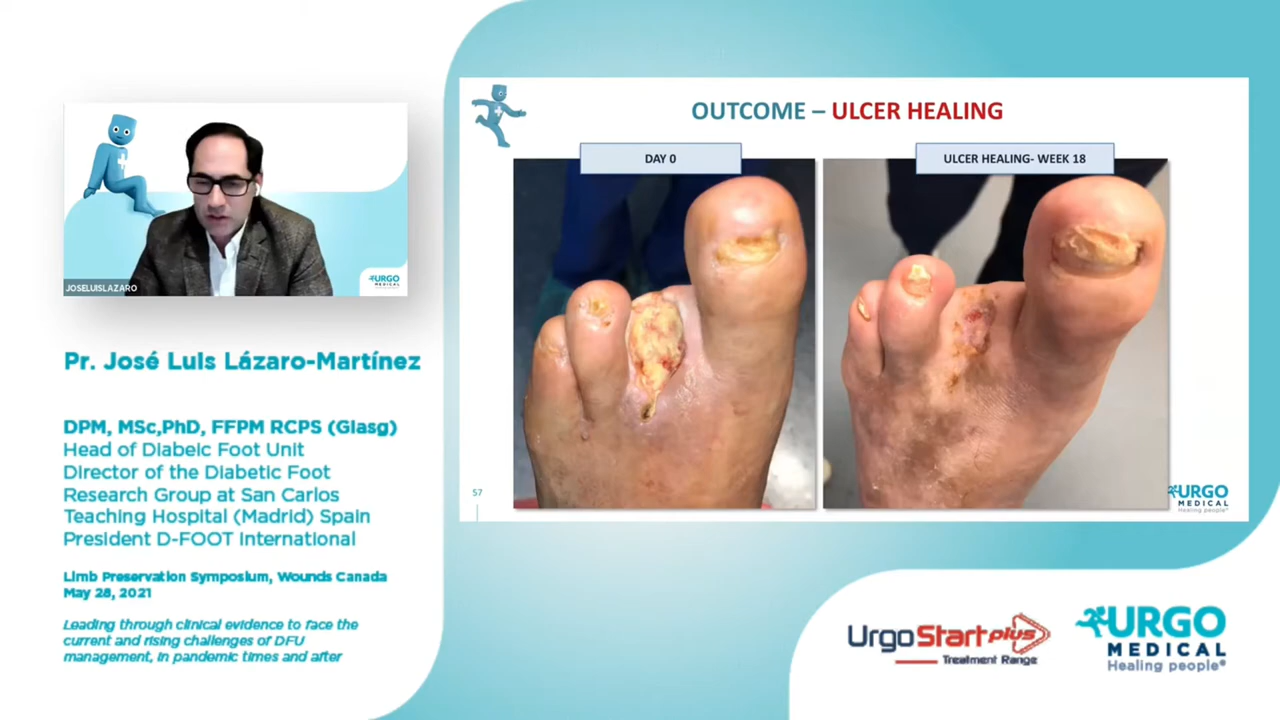 JOSELUISLAZARO
URGO
MEDICAL
Pr. José Luis Lázaro-Martínez
DPM, MSc,PhD, FFPM RCPS (Glasg)
Head of Diabeic Foot Unit
Director of the Diabetic Foot
Research Group at San Carlos
Teaching Hospital (Madrid) Spain
President D-FOOT International
Limb Preservation Symposium, Wounds Canada
May 28, 2021
Leading through clinical evidence to face the
current and rising challenges of DFU
management, in pandemic times and after
OUTCOME – ULCER HEALING
DAY 0
ULCER HEALING- WEEK 18
57
URGO
MEDICAL
Healing people®
UrgoStart plus
Treatment Range
URGO
MEDICAL
Healing people®